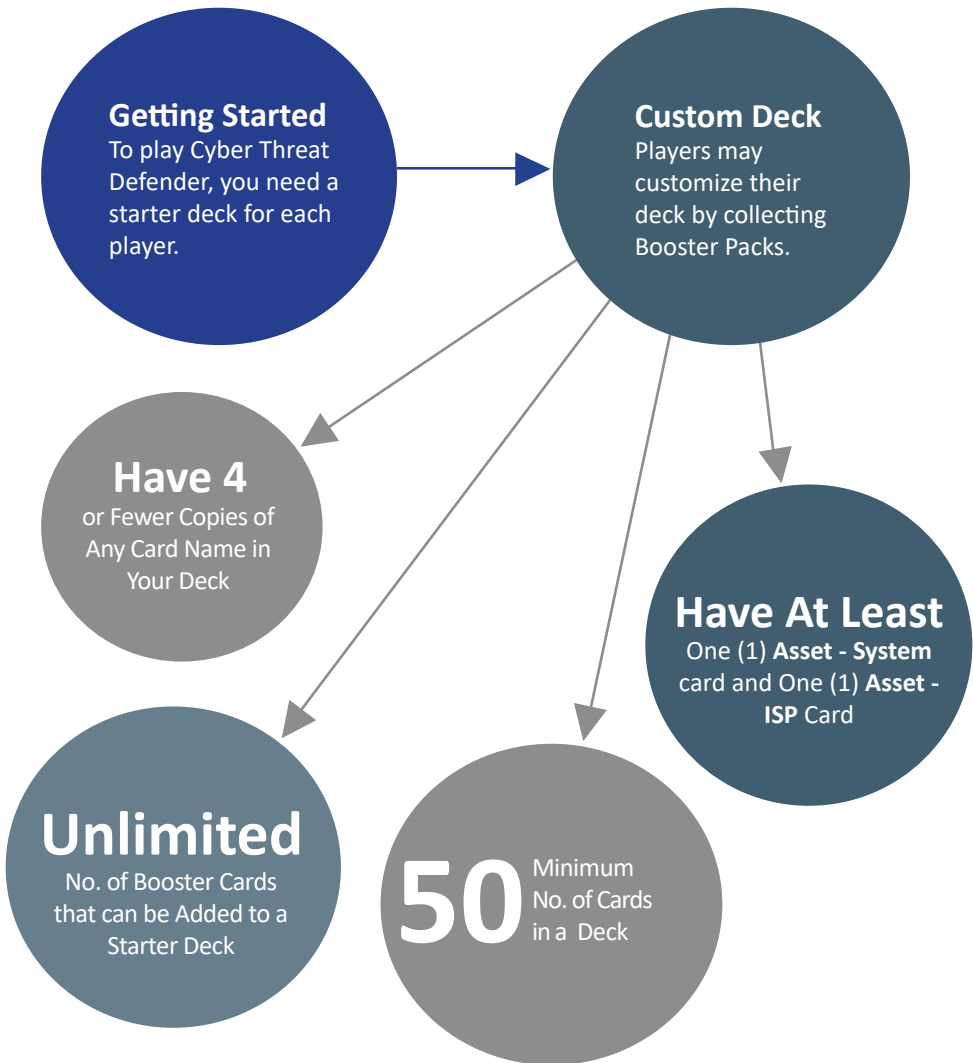 Getting Started
To play Cyber Threat
Defender, you need a
starter deck for each
player.
Custom Deck
Players may
customize their
deck by collecting
Booster Packs.
Have 4
or Fewer Copies of
Any Card Name in
Your Deck
Have At Least
One (1) Asset - System
card and One (1) Asset -
ISP Card
Unlimited
No. of Booster Cards
that can be Added to a
Starter Deck
50
Minimum
No. of Cards
in a Deck